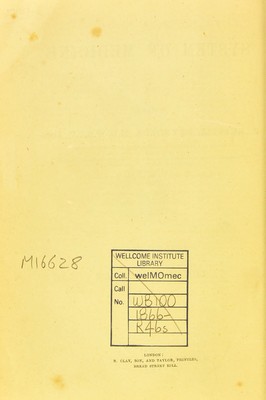 M16628
WELLCOME INSTITUTE
LIBRARY
Coll. welMOmec
Call
No. WB100
1866-
R46s
LONDON:
R. CLAY, SON, AND TAYLOR, PRINTERS,
BREAD STREET HILL.